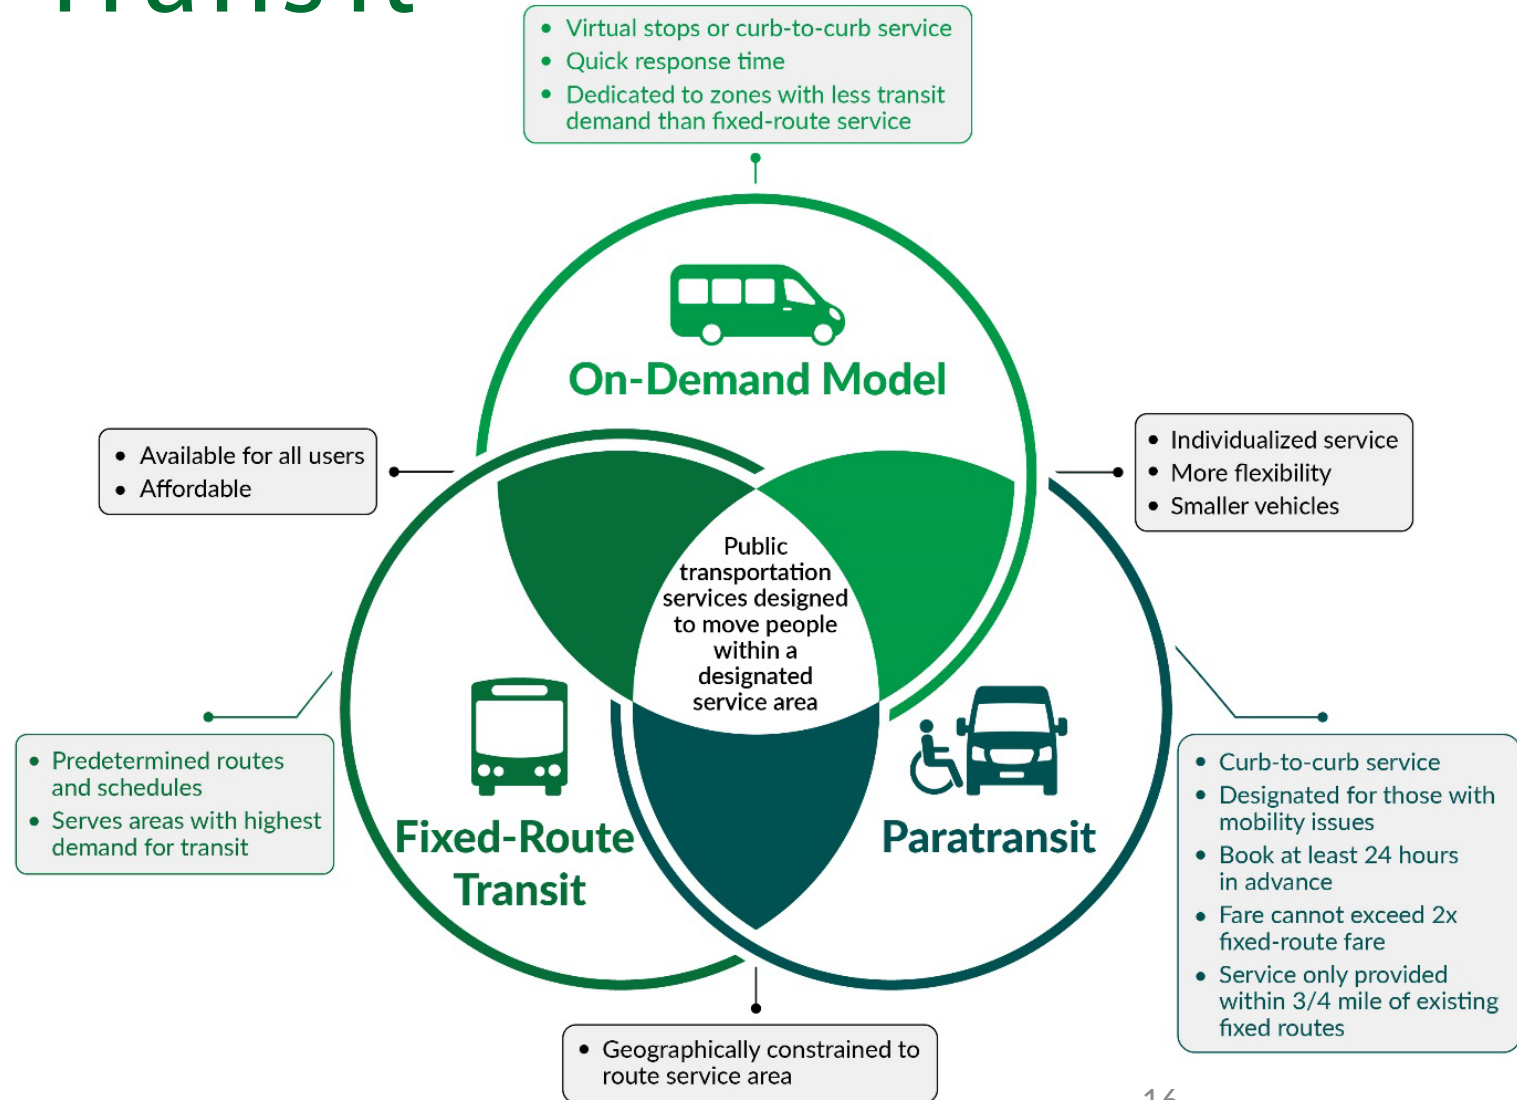 Transit
• Virtual stops or curb-to-curb service
• Quick response time
• Dedicated to zones with less transit
demand than fixed-route service
On-Demand Model
• Available for all users
• Affordable
• Individualized service
• More flexibility
• Smaller vehicles
Public
transportation
services designed
to move people
within a
designated
service area
• Predetermined routes
and schedules
• Serves areas with highest
demand for transit
Fixed-Route
Transit
Paratransit
• Curb-to-curb service
• Designated for those with
mobility issues
• Book at least 24 hours
in advance
• Fare cannot exceed 2x
fixed-route fare
• Service only provided
within 3/4 mile of existing
fixed routes
• Geographically constrained to
route service area
16